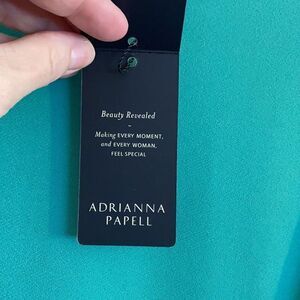 Beauty Revealed
-
Making EVERY MOMENT,
and EVERY WOMAN,
FEEL SPECIAL
ADRIANNA
PAPELL